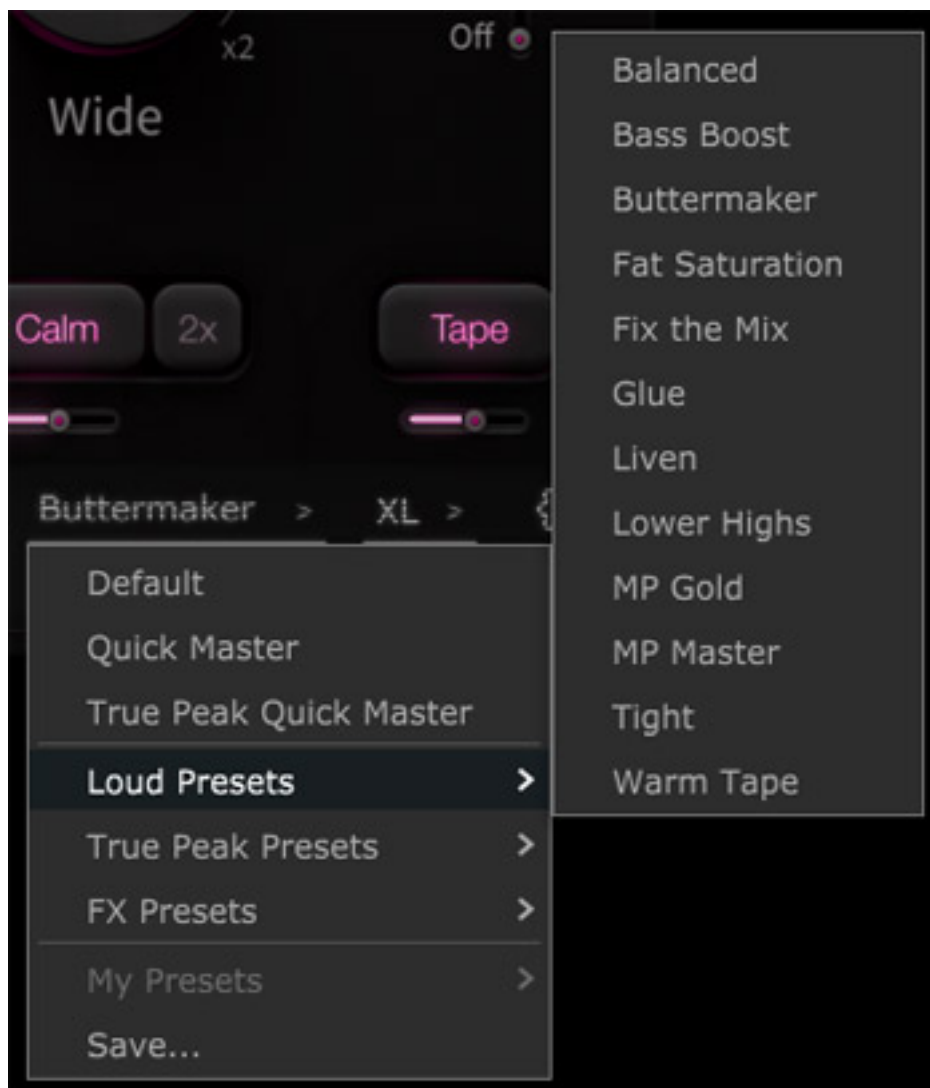 x2
Off
Wide
Calm
2x
Tape
Buttermaker >
XL >
Default
Quick Master
True Peak Quick Master
Loud Presets >
True Peak Presets >
FX Presets >
My Presets >
Save...
Balanced
Bass Boost
Buttermaker
Fat Saturation
Fix the Mix
Glue
Liven
Lower Highs
MP Gold
MP Master
Tight
Warm Tape